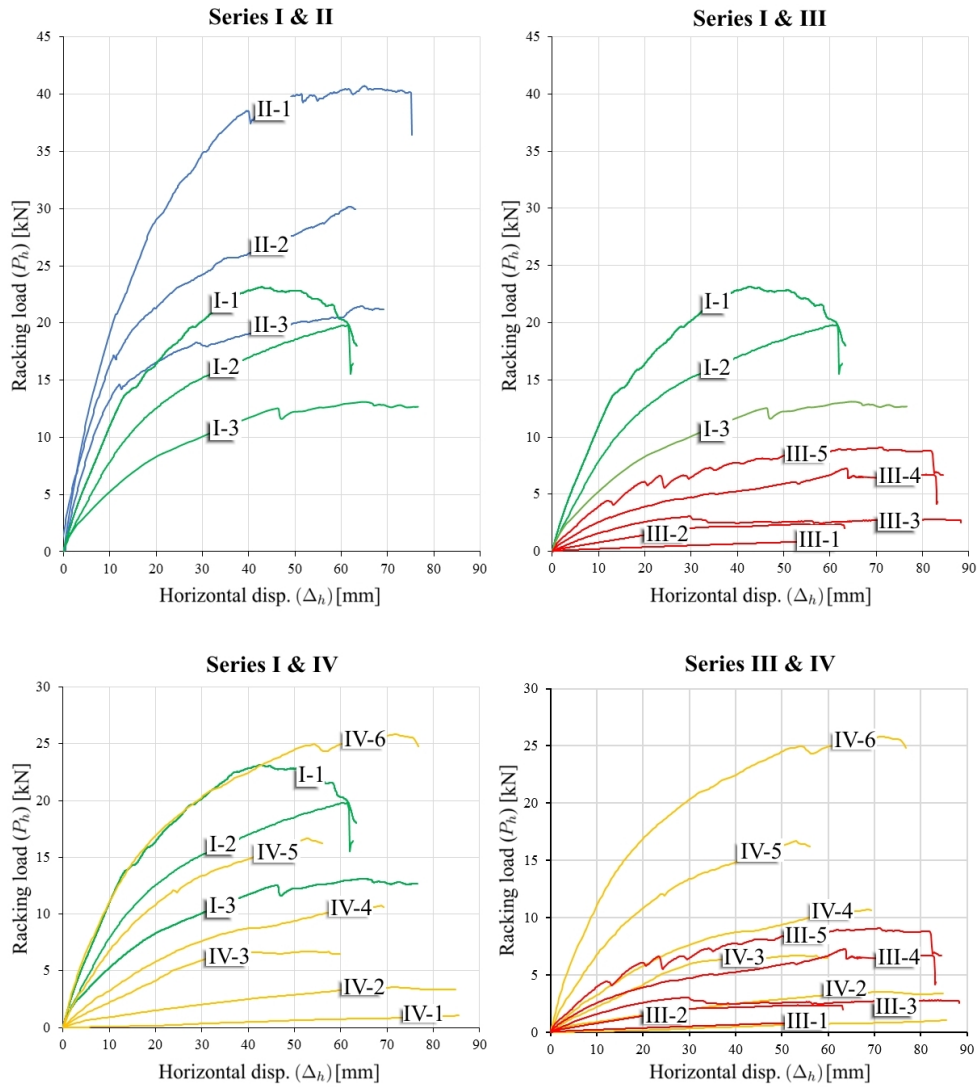 Series I & II
45
40
35
30
25
20
15
10
5
0
Racking load (P_h) [kN]
II-1
II-2
I-1
II-3
I-2
I-3
0 10 20 30 40 50 60 70 80 90
Horizontal disp. (Δ_h) [mm]
Series I & III
45
40
35
30
25
20
15
10
5
0
Racking load (P_h) [kN]
I-1
I-2
I-3
III-5
III-4
III-3
III-2
III-1
0 10 20 30 40 50 60 70 80 90
Horizontal disp. (Δ_h) [mm]
Series I & IV
30
25
20
15
10
5
0
Racking load (P_h) [kN]
IV-6
I-1
I-2
IV-5
I-3
IV-4
IV-3
IV-2
IV-1
0 10 20 30 40 50 60 70 80 90
Horizontal disp. (Δ_h) [mm]
Series III & IV
30
25
20
15
10
5
0
Racking load (P_h) [kN]
IV-6
IV-5
IV-4
III-5
IV-3
III-4
IV-2
III-3
III-2
III-1
0 10 20 30 40 50 60 70 80 90
Horizontal disp. (Δ_h) [mm]